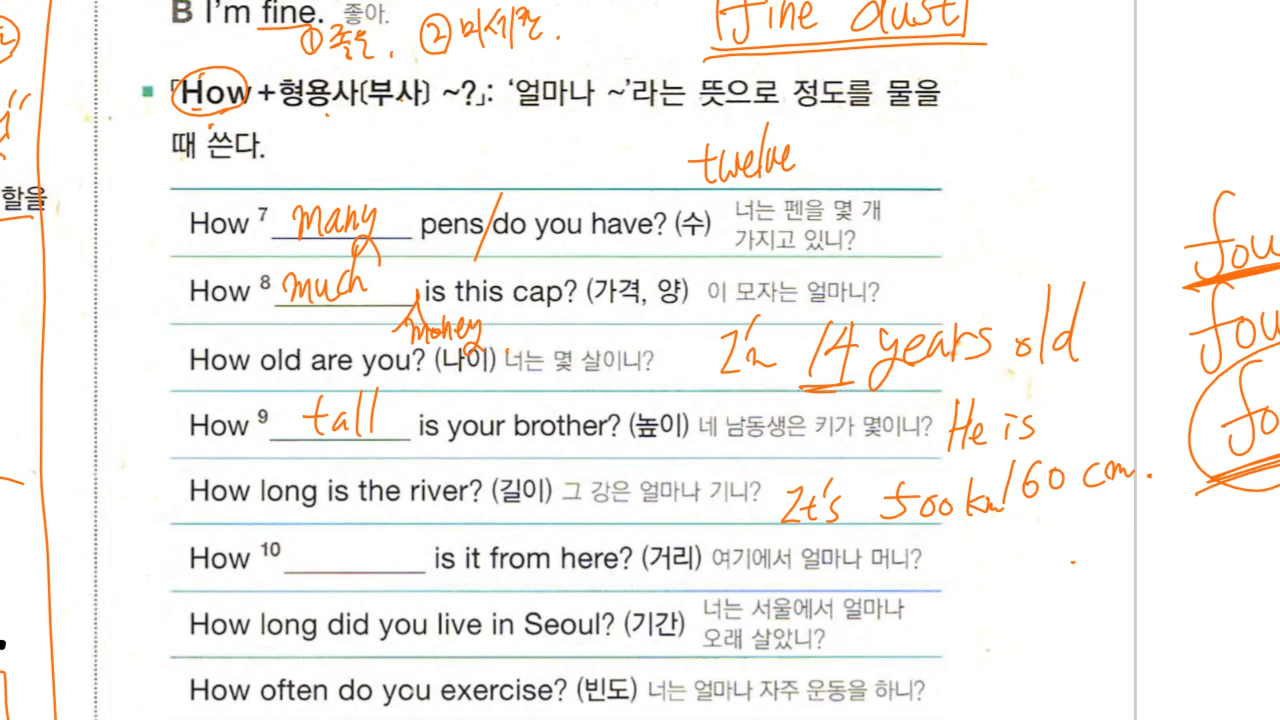 B I'm fine. 좋아.
① 좋은. ② 미세한.
fine dust
「How+형용사[부사] ~?」: '얼마나 ~'라는 뜻으로 정도를 물을
때 쓴다.
할을
twelve
How 7 many pens/do you have? (수) 너는 펜을 몇 개
가지고 있니?
How 8 much is this cap? (가격, 양) 이 모자는 얼마니?
money
How old are you? (나이) 너는 몇 살이니? I'm 14 years old
How 9 tall is your brother? (높이) 네 남동생은 키가 몇이니? He is
160 cm.
How long is the river? (길이) 그 강은 얼마나 기니? It's 500 km
How 10 is it from here? (거리) 여기에서 얼마나 머니?
How long did you live in Seoul? (기간) 너는 서울에서 얼마나
오래 살았니?
How often do you exercise? (빈도) 너는 얼마나 자주 운동을 하니?
fou
fou
fo